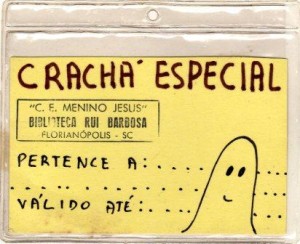 CRACHÁ ESPECIAL
"C. E. MENINO JESUS"
BIBLIOTECA RUI BARBOSA
FLORIANÓPOLIS - SC
PERTENCE A:
VÁLIDO ATÉ: